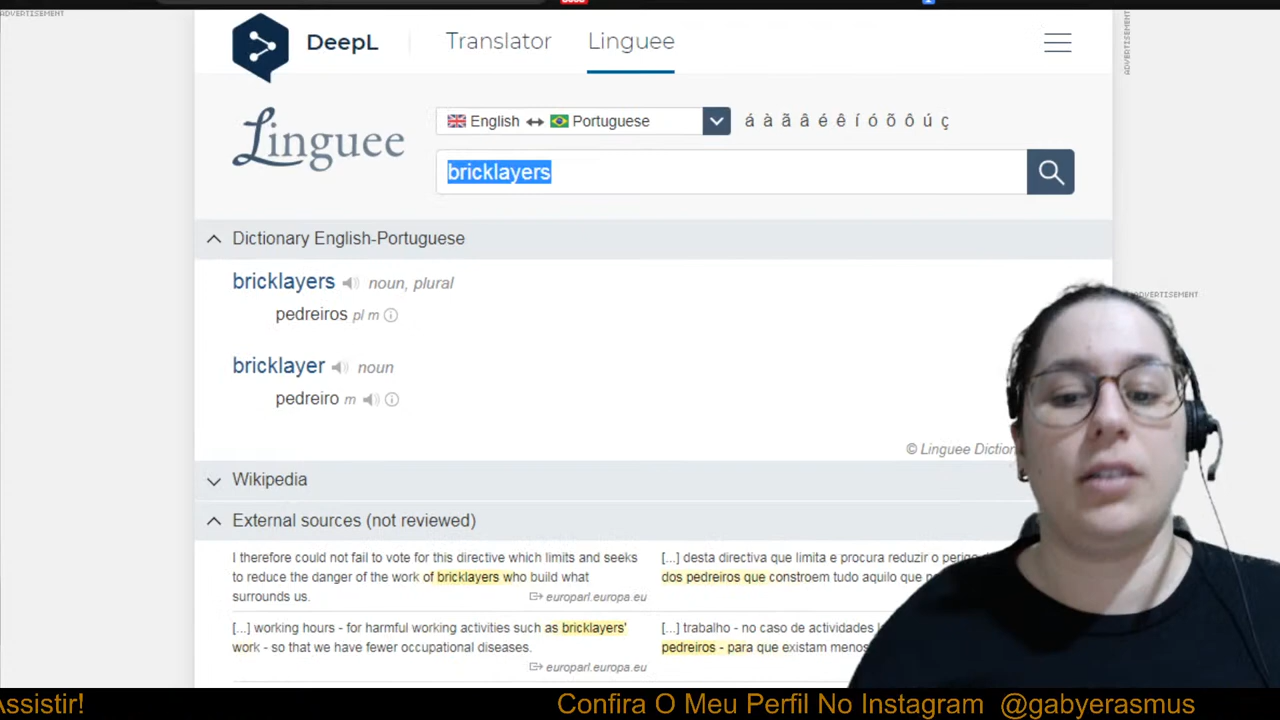 ADVERTISEMENT
DeepL
Translator
Linguee
ADVERTISEMENT
Linguee
English ↔ Portuguese
á à ã â é ê í ó õ ô ú ç
bricklayers
Dictionary English-Portuguese
bricklayers noun, plural
pedreiros pl m
bricklayer noun
pedreiro m
ADVERTISEMENT
© Linguee
Wikipedia
External sources (not reviewed)
I therefore could not fail to vote for this directive which limits and seeks
to reduce the danger of the work of bricklayers who build what
surrounds us.
europarl.europa.eu
[...] desta directiva que limita e procura reduzir o
dos pedreiros que constroem tudo aquilo que
[...] working hours - for harmful working activities such as bricklayers'
work - so that we have fewer occupational diseases.
europarl.europa.eu
[...] trabalho - no caso de actividades
pedreiros - para que existam menos
Assistir!
Confira O Meu Perfil No Instagram @gabyerasmus